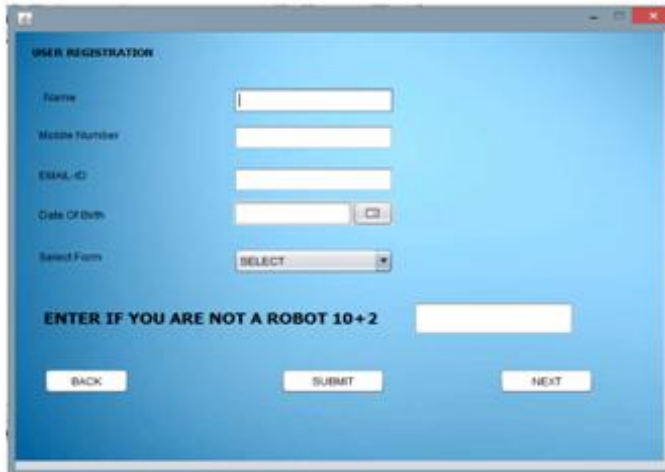 USER REGISTRATION
Name
Mobile Number
EMAIL-ID
Date Of Birth
Select Form
SELECT
ENTER IF YOU ARE NOT A ROBOT 10+2
BACK
SUBMIT
NEXT